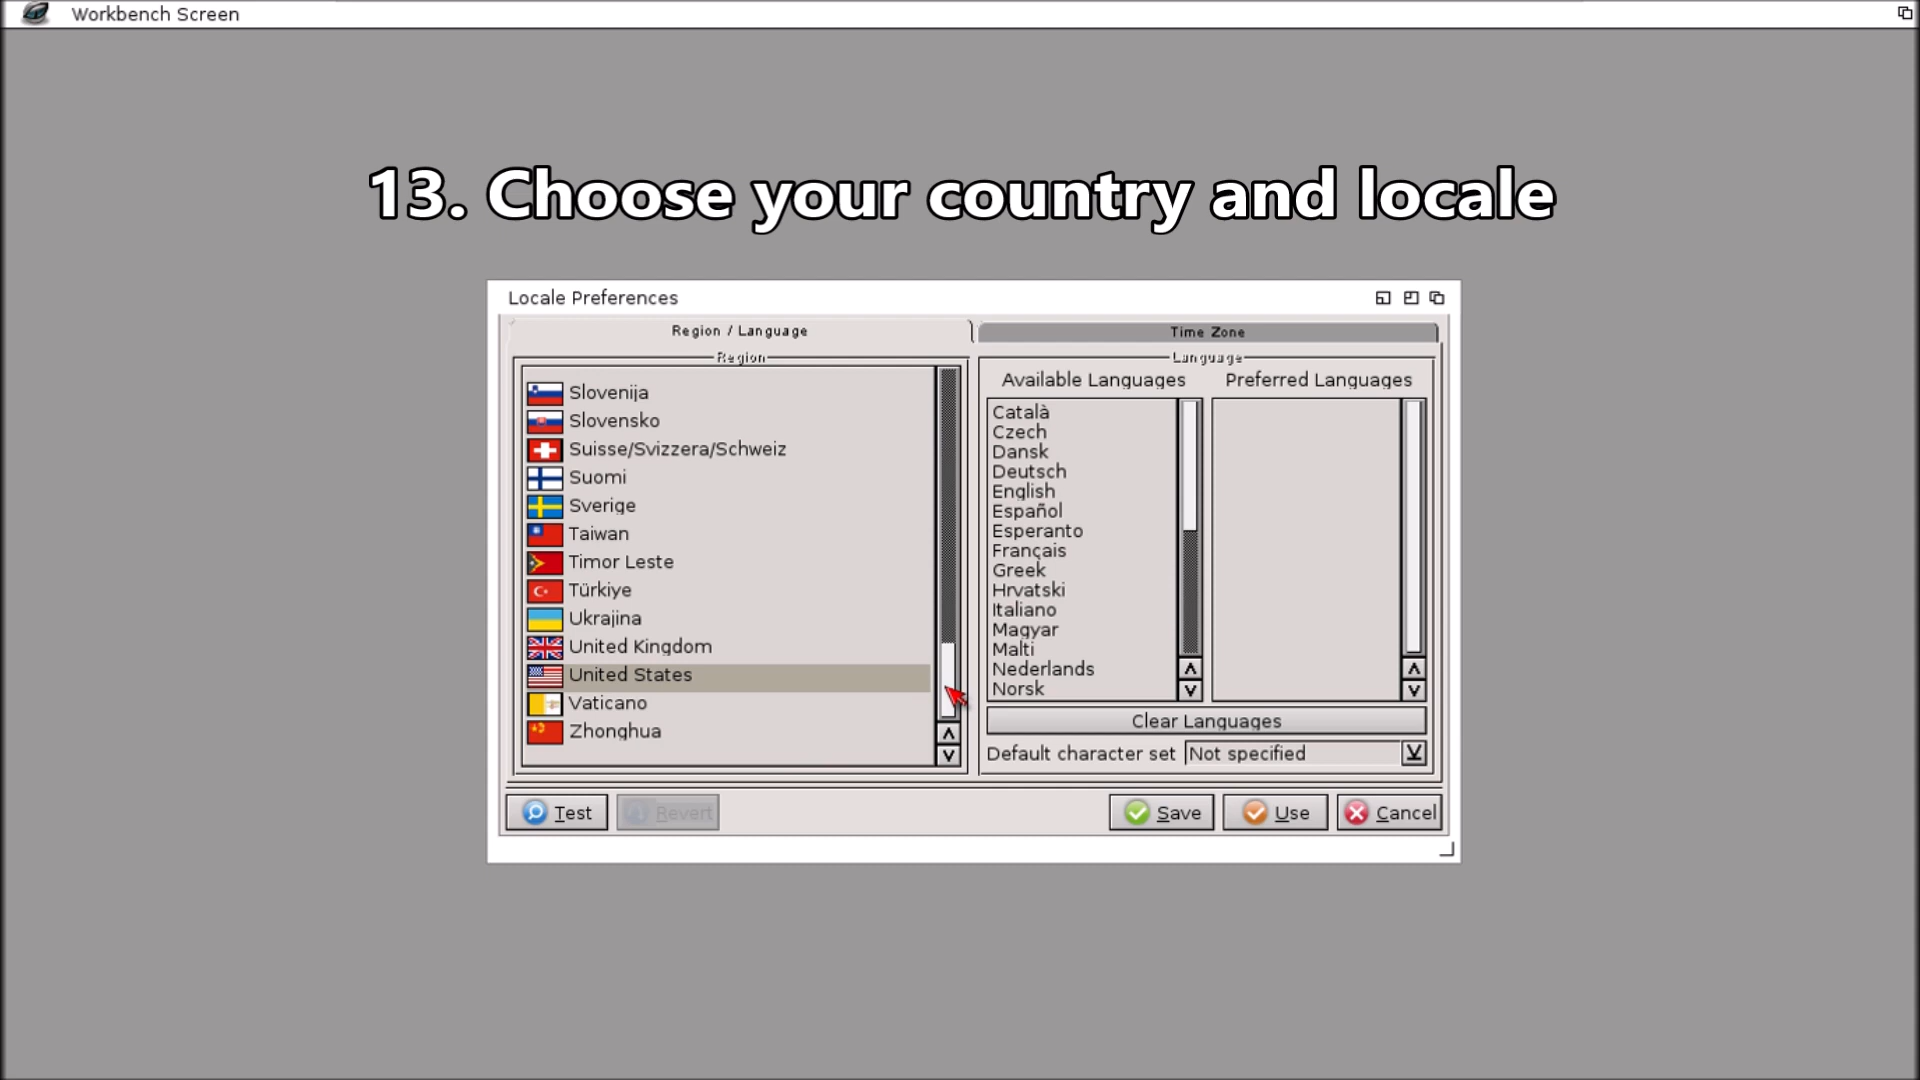 Workbench Screen
13. Choose your country and locale
Locale Preferences
Region / Language
Time Zone
Region
Slovenija
Slovensko
Suisse/Svizzera/Schweiz
Suomi
Sverige
Taiwan
Timor Leste
Türkiye
Ukrajina
United Kingdom
United States
Vaticano
Zhonghua
Language
Available Languages
Preferred Languages
Català
Czech
Dansk
Deutsch
English
Español
Esperanto
Français
Greek
Hrvatski
Italiano
Magyar
Malti
Nederlands
Norsk
Clear Languages
Default character set Not specified
Test
Revert
Save
Use
Cancel